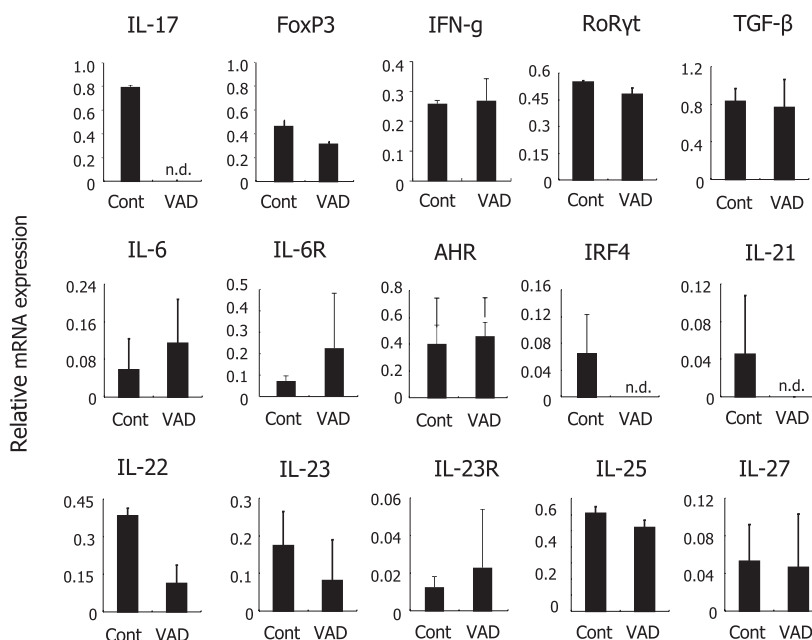 Relative mRNA expression
IL-17 FoxP3 IFN-g RoRγt TGF-β
1.0 1.0 0.4 0.6 1.2
0.8 0.8 0.3 0.45 0.8
0.6 0.6 0.2 0.3 0.4
0.4 0.4 0.1 0.15 0
0.2 0.2 0 0
0 n.d. 0
Cont VAD Cont VAD Cont VAD Cont VAD Cont VAD
IL-6 IL-6R AHR IRF4 IL-21
0.24 0.5 0.8 0.16 0.12
0.16 0.4 0.6 0.12 0.08
0.08 0.3 0.4 0.08 0.04
0 0.2 0.2 0.04 0 n.d.
0.1 0 0 n.d.
0
Cont VAD Cont VAD Cont VAD Cont VAD Cont VAD
IL-22 IL-23 IL-23R IL-25 IL-27
0.45 0.3 0.06 0.6 0.12
0.3 0.2 0.04 0.4 0.08
0.15 0.1 0.02 0.2 0.04
0 0 0 0 0
Cont VAD Cont VAD Cont VAD Cont VAD Cont VAD